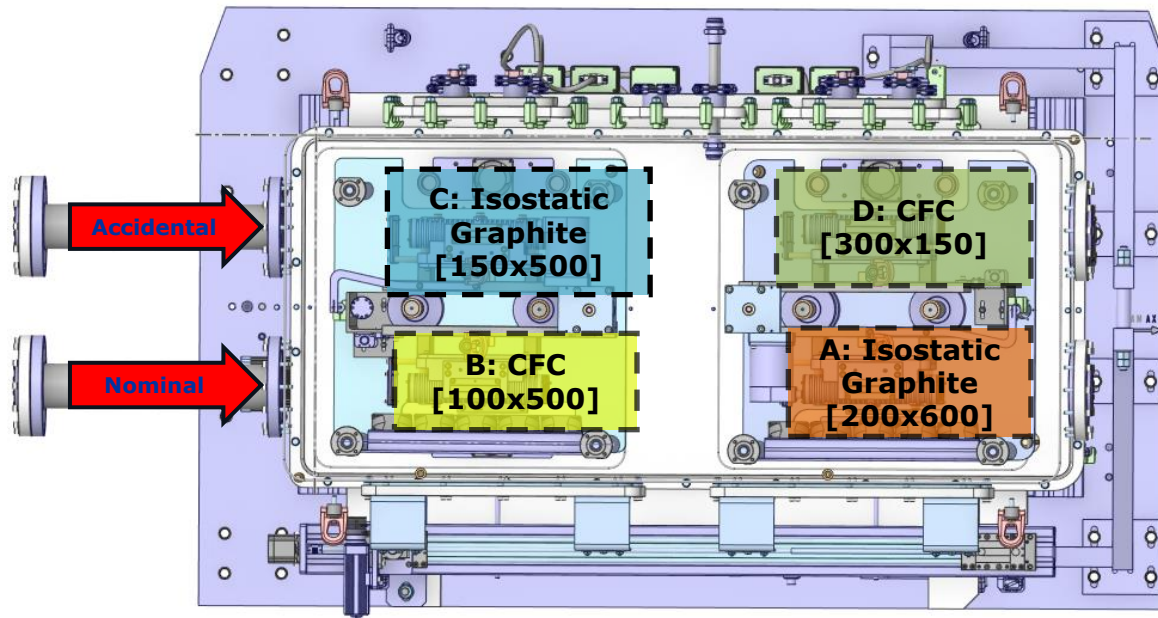 Accidental
C: Isostatic
Graphite
[150x500]
D: CFC
[300x150]
Nominal
B: CFC
[100x500]
A: Isostatic
Graphite
[200x600]